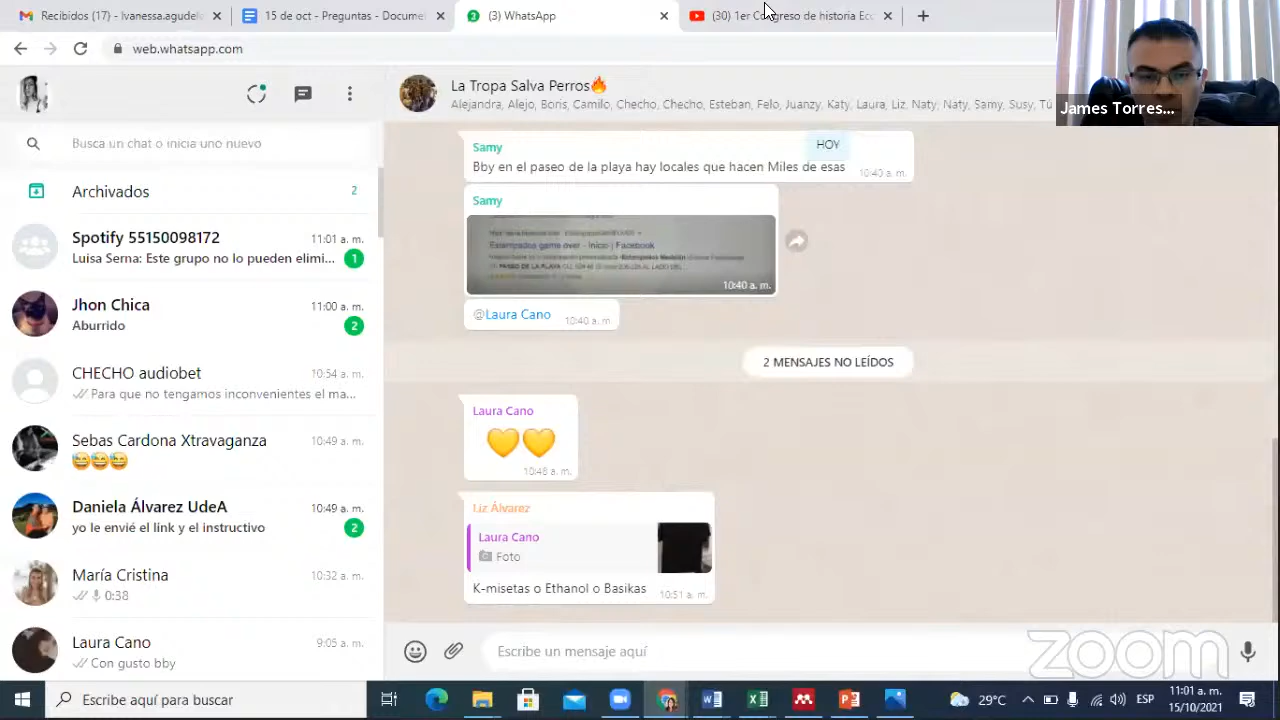 Recibidos (17) - ivanessa.agudel
15 de oct - Preguntas - Docume
(3) WhatsApp
(30) 1er Congreso de historia Eco
web.whatsapp.com
James Torres...
La Tropa Salva Perros🔥
Alejandra, Alejo, Boris, Camilo, Checho, Checho, Esteban, Felo, Juanzy, Katy, Laura, Liz, Naty, Naty, Samy, Susy, Tú
Busca un chat o inicia uno nuevo
Archivados 2
Spotify 55150098172 11:01 a. m.
Luisa Serna: Este grupo no lo pueden elimi... 1
Jhon Chica 11:00 a. m.
Aburrido 2
CHECHO audiobet 10:54 a. m.
Para que no tengamos inconvenientes el ma...
Sebas Cardona Xtravaganza 10:49 a. m.
😅😅😅
Daniela Álvarez UdeA 10:49 a. m.
yo le envié el link y el instructivo 2
María Cristina 10:32 a. m.
0:38
Laura Cano 9:05 a. m.
Con gusto bby
HOY
Samy
Bby en el paseo de la playa hay locales que hacen Miles de esas 10:40 a. m.
Samy
Estampados game over - Inicio | Facebook
10:40 a. m.
@Laura Cano 10:40 a. m.
2 MENSAJES NO LEÍDOS
Laura Cano
💛💛
10:48 a. m.
Liz Álvarez
Laura Cano
Foto
K-misetas o Ethanol o Basikas 10:51 a. m.
Escribe un mensaje aquí
zoom
Escribe aquí para buscar
29°C
ESP
11:01 a. m.
15/10/2021